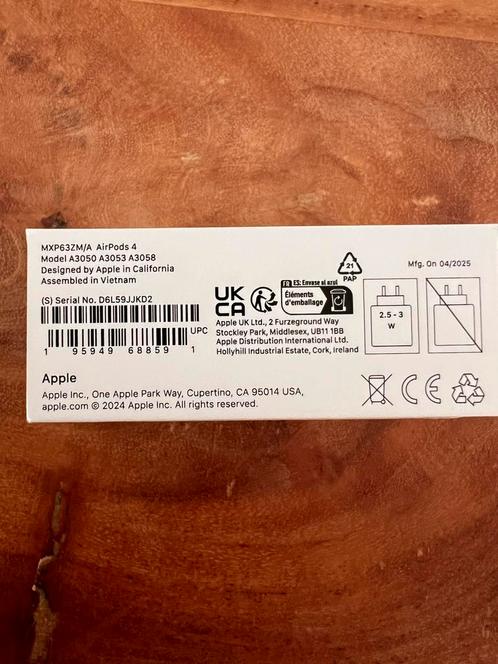 MXP63ZM/A AirPods 4
Model A3050 A3053 A3058
Designed by Apple in California
Assembled in Vietnam
(S) Serial No. D6L59JJKD2
UPC
1 95949 68859 1
UK
CA
FR ES: Envase al azul
Éléments
d'emballage
21
PAP
Mfg. On 04/2025
2.5 - 3
W
Apple UK Ltd., 2 Furzeground Way
Stockley Park, Middlesex, UB11 1BB
Apple Distribution International Ltd.
Hollyhill Industrial Estate, Cork, Ireland
Apple
Apple Inc., One Apple Park Way, Cupertino, CA 95014 USA,
apple.com © 2024 Apple Inc. All rights reserved.
CE